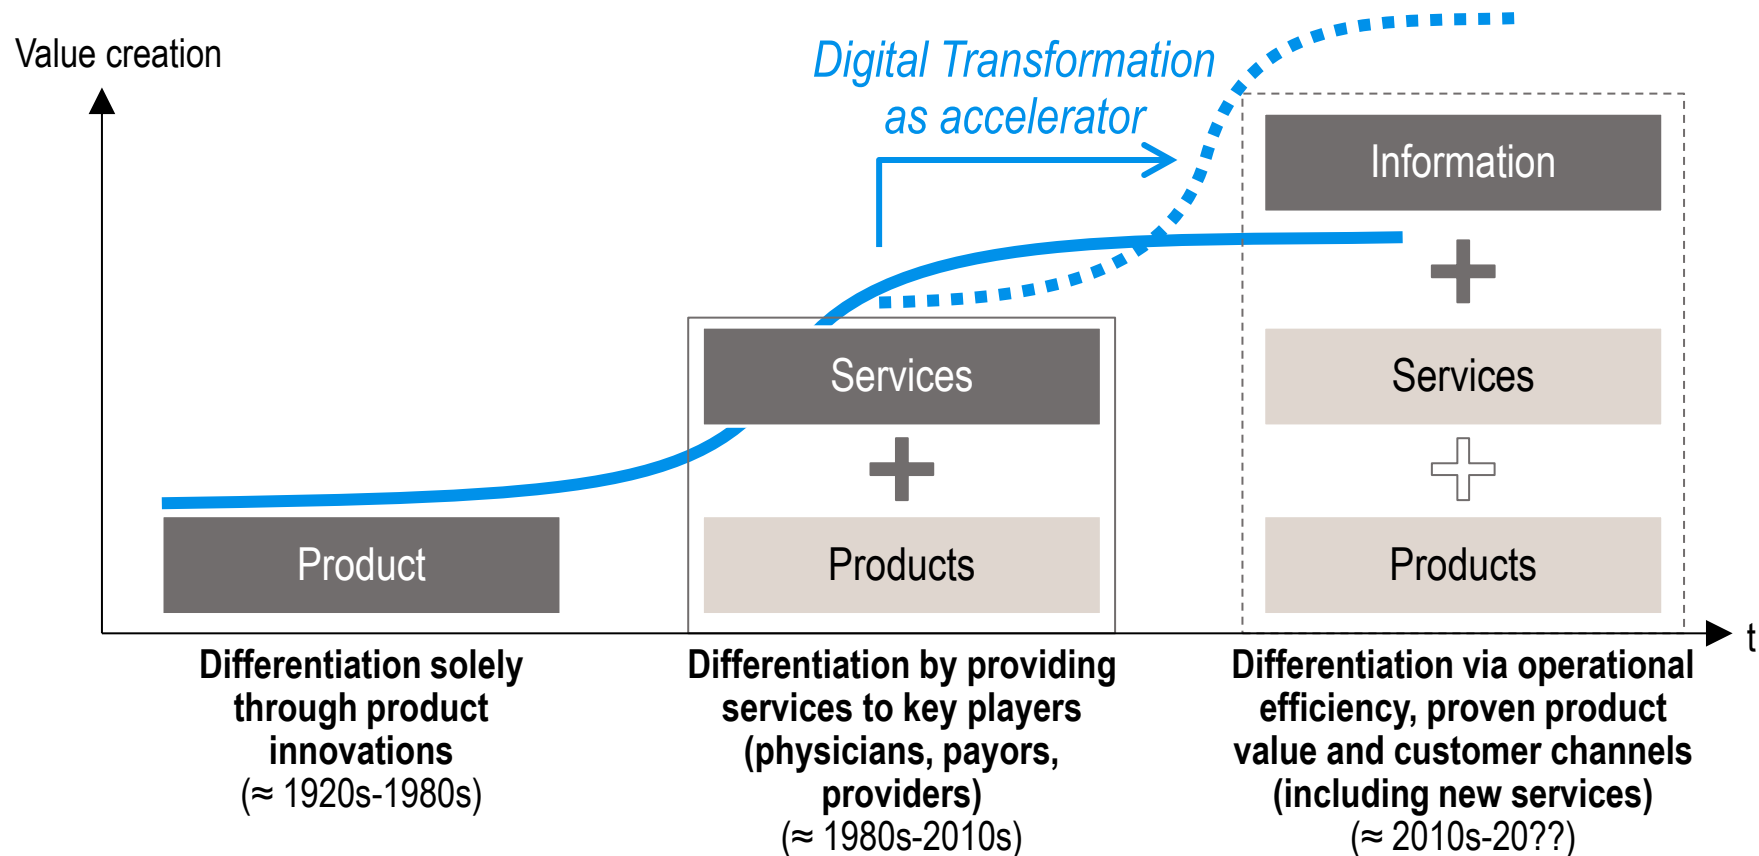 Value creation
Digital Transformation
as accelerator
Information
Services
Services
Product
Products
Products
t
Differentiation solely
through product
innovations
(≈ 1920s-1980s)
Differentiation by providing
services to key players
(physicians, payors,
providers)
(≈ 1980s-2010s)
Differentiation via operational
efficiency, proven product
value and customer channels
(including new services)
(≈ 2010s-20??)